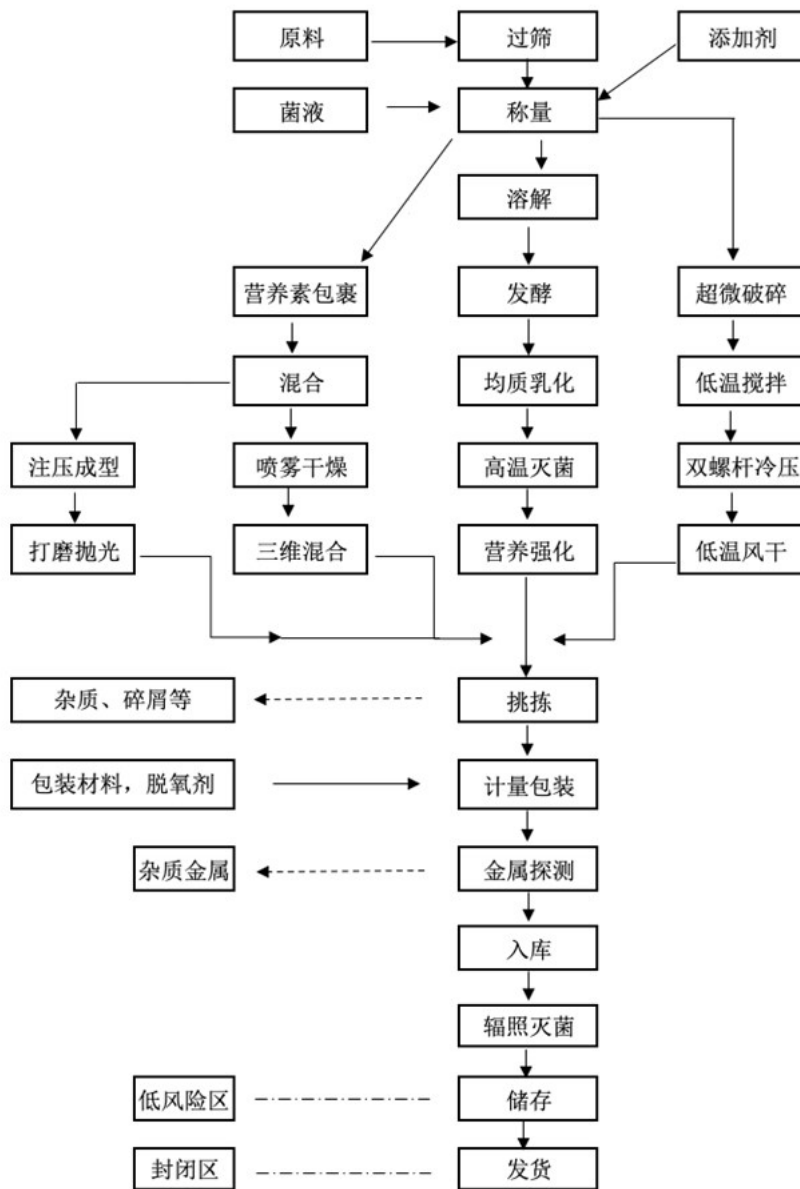 原料
过筛
添加剂
菌液
称量
溶解
营养素包裹
发酵
超微破碎
混合
均质乳化
低温搅拌
注压成型
喷雾干燥
高温灭菌
双螺杆冷压
打磨抛光
三维混合
营养强化
低温风干
杂质、碎屑等
挑拣
包装材料，脱氧剂
计量包装
杂质金属
金属探测
入库
辐照灭菌
低风险区
储存
封闭区
发货